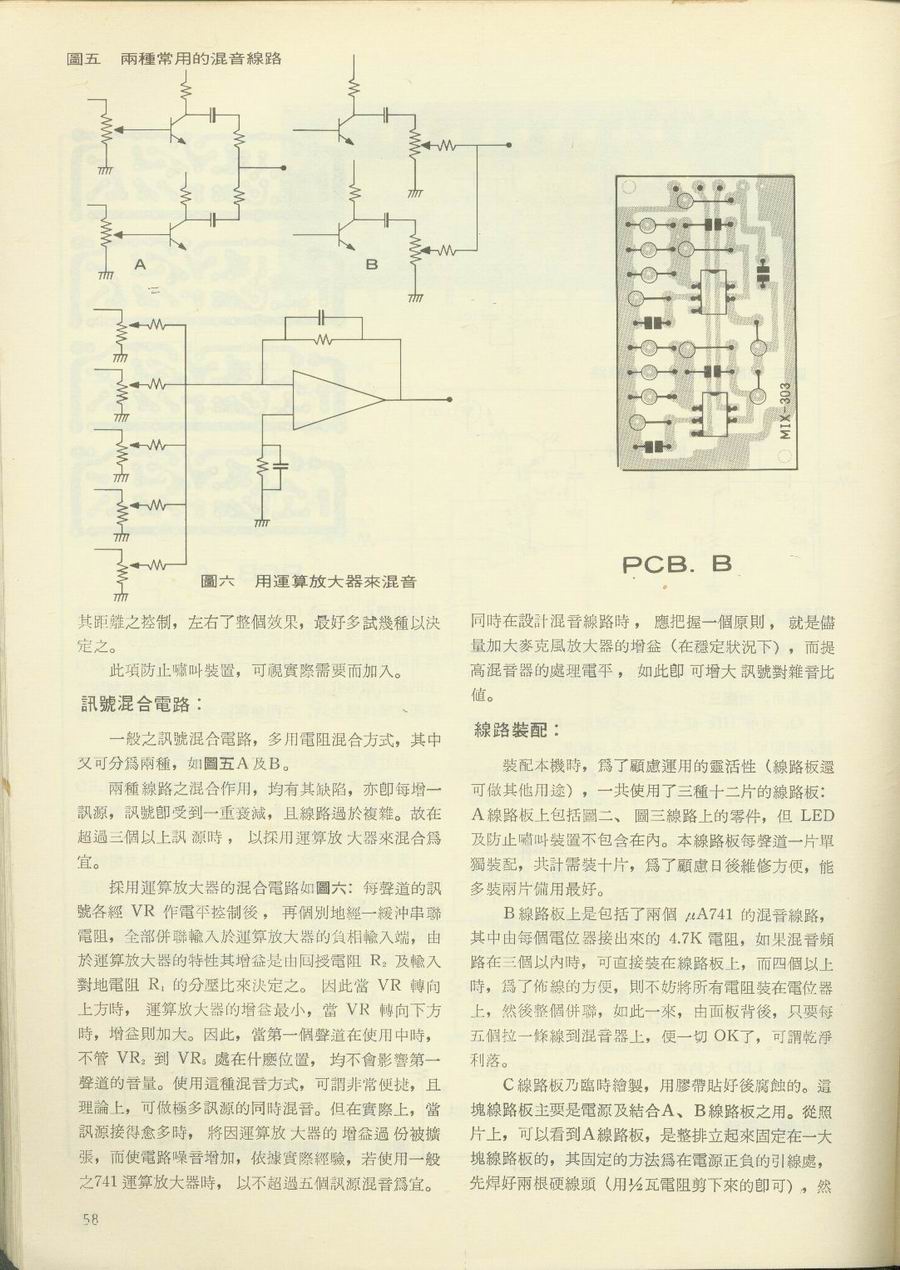 圖五 兩種常用的混音線路
A
B
MIX-303
圖六 用運算放大器來混音
PCB. B
其距離之控制，左右了整個效果，最好多試幾種以決
定之。
此項防止嘯叫裝置，可視實際需要而加入。
訊號混合電路：
一般之訊號混合電路，多用電阻混合方式，其中
又可分爲兩種，如圖五A及B。
兩種線路之混合作用，均有其缺陷，亦卽每增一
訊源，訊號卽受到一重衰減，且線路過於複雜。故在
超過三個以上訊源時，以採用運算放大器來混合爲
宜。
採用運算放大器的混合電路如圖六：每聲道的訊
號各經 VR 作電平控制後，再個別地經一緩沖串聯
電阻，全部併聯輸入於運算放大器的負相輸入端，由
於運算放大器的特性其增益是由囘授電阻 R₂ 及輸入
對地電阻 R₁ 的分壓比來決定之。因此當 VR 轉向
上方時，運算放大器的增益最小，當 VR 轉向下方
時，增益則加大。因此，當第一個聲道在使用中時，
不管 VR₂ 到 VR₅ 處在什麼位置，均不會影響第一
聲道的音量。使用這種混音方式，可謂非常便捷，且
理論上，可做極多訊源的同時混音。但在實際上，當
訊源接得愈多時，將因運算放大器的增益過份被擴
張，而使電路噪音增加，依據實際經驗，若使用一般
之741 運算放大器時，以不超過五個訊源混音爲宜。
同時在設計混音線路時，應把握一個原則，就是儘
量加大麥克風放大器的增益（在穩定狀況下），而提
高混音器的處理電平，如此卽可增大訊號對雜音比
値。
線路裝配：
裝配本機時，爲了顧慮運用的靈活性（線路板還
可做其他用途），一共使用了三種十二片的線路板：
A線路板上包括圖二、圖三線路上的零件，但 LED
及防止嘯叫裝置不包含在內。本線路板每聲道一片單
獨裝配，共計需裝十片，爲了顧慮日後維修方便，能
多裝兩片備用最好。
B線路板上是包括了兩個 μA741 的混音線路，
其中由每個電位器接出來的 4.7K 電阻，如果混音頻
路在三個以內時，可直接裝在線路板上，而四個以上
時，爲了佈線的方便，則不妨將所有電阻裝在電位器
上，然後整個併聯，如此一來，由面板背後，只要每
五個拉一條線到混音器上，便一切 OK了，可謂乾淨
利落。
C線路板乃臨時繪製，用膠帶貼好後腐蝕的。這
塊線路板主要是電源及結合A、B線路板之用。從照
片上，可以看到A線路板，是整排立起來固定在一大
塊線路板的，其固定的方法爲在電源正負的引線處，
先焊好兩根硬線頭（用½瓦電阻剪下來的卽可），然
58